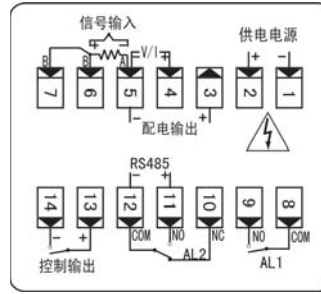 信号输入
供电电源
- +
V/I
+ -
B B A
- +
+ -
7 6 5 4 3 2 1
- +
配电输出
RS485
- +
14 13 12 11 10 9 8
- +
COM NO NC NO COM
控制输出
AL2
AL1